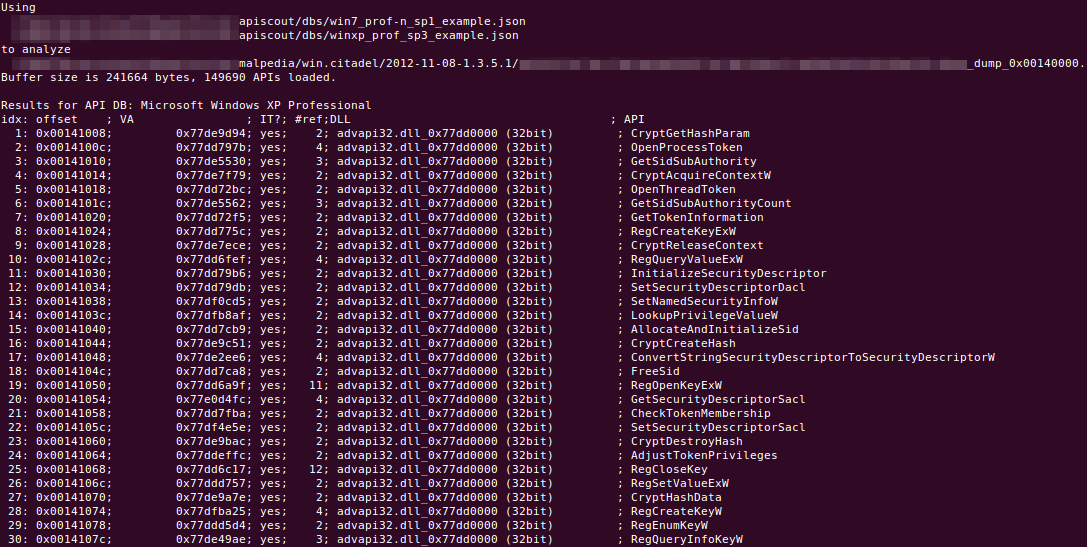 Using
apiscout/dbs/win7_prof-n_sp1_example.json
apiscout/dbs/winxp_prof_sp3_example.json
to analyze
malpedia/win.citadel/2012-11-08-1.3.5.1/ _dump_0x00140000.
Buffer size is 241664 bytes, 149690 APIs loaded.
Results for API DB: Microsoft Windows XP Professional
idx: offset ; VA ; IT?; #ref;DLL ; API
1: 0x00141008; 0x77de9d94; yes; 2; advapi32.dll_0x77dd0000 (32bit) ; CryptGetHashParam
2: 0x0014100c; 0x77dd797b; yes; 4; advapi32.dll_0x77dd0000 (32bit) ; OpenProcessToken
3: 0x00141010; 0x77de5530; yes; 3; advapi32.dll_0x77dd0000 (32bit) ; GetSidSubAuthority
4: 0x00141014; 0x77de7f79; yes; 2; advapi32.dll_0x77dd0000 (32bit) ; CryptAcquireContextW
5: 0x00141018; 0x77dd72bc; yes; 2; advapi32.dll_0x77dd0000 (32bit) ; OpenThreadToken
6: 0x0014101c; 0x77de5562; yes; 3; advapi32.dll_0x77dd0000 (32bit) ; GetSidSubAuthorityCount
7: 0x00141020; 0x77dd72f5; yes; 2; advapi32.dll_0x77dd0000 (32bit) ; GetTokenInformation
8: 0x00141024; 0x77dd775c; yes; 2; advapi32.dll_0x77dd0000 (32bit) ; RegCreateKeyExW
9: 0x00141028; 0x77de7ece; yes; 2; advapi32.dll_0x77dd0000 (32bit) ; CryptReleaseContext
10: 0x0014102c; 0x77dd6fef; yes; 4; advapi32.dll_0x77dd0000 (32bit) ; RegQueryValueExW
11: 0x00141030; 0x77dd79b6; yes; 2; advapi32.dll_0x77dd0000 (32bit) ; InitializeSecurityDescriptor
12: 0x00141034; 0x77dd79db; yes; 2; advapi32.dll_0x77dd0000 (32bit) ; SetSecurityDescriptorDacl
13: 0x00141038; 0x77df0cd5; yes; 2; advapi32.dll_0x77dd0000 (32bit) ; SetNamedSecurityInfoW
14: 0x0014103c; 0x77dfb8af; yes; 2; advapi32.dll_0x77dd0000 (32bit) ; LookupPrivilegeValueW
15: 0x00141040; 0x77dd7cb9; yes; 2; advapi32.dll_0x77dd0000 (32bit) ; AllocateAndInitializeSid
16: 0x00141044; 0x77de9c51; yes; 2; advapi32.dll_0x77dd0000 (32bit) ; CryptCreateHash
17: 0x00141048; 0x77de2ee6; yes; 4; advapi32.dll_0x77dd0000 (32bit) ; ConvertStringSecurityDescriptorToSecurityDescriptorW
18: 0x0014104c; 0x77dd7ca8; yes; 2; advapi32.dll_0x77dd0000 (32bit) ; FreeSid
19: 0x00141050; 0x77dd6a9f; yes; 11; advapi32.dll_0x77dd0000 (32bit) ; RegOpenKeyExW
20: 0x00141054; 0x77e0d4fc; yes; 4; advapi32.dll_0x77dd0000 (32bit) ; GetSecurityDescriptorSacl
21: 0x00141058; 0x77dd7fba; yes; 2; advapi32.dll_0x77dd0000 (32bit) ; CheckTokenMembership
22: 0x0014105c; 0x77df4e5e; yes; 2; advapi32.dll_0x77dd0000 (32bit) ; SetSecurityDescriptorSacl
23: 0x00141060; 0x77de9bac; yes; 2; advapi32.dll_0x77dd0000 (32bit) ; CryptDestroyHash
24: 0x00141064; 0x77ddeffc; yes; 2; advapi32.dll_0x77dd0000 (32bit) ; AdjustTokenPrivileges
25: 0x00141068; 0x77dd6c17; yes; 12; advapi32.dll_0x77dd0000 (32bit) ; RegCloseKey
26: 0x0014106c; 0x77ddd757; yes; 2; advapi32.dll_0x77dd0000 (32bit) ; RegSetValueExW
27: 0x00141070; 0x77de9a7e; yes; 2; advapi32.dll_0x77dd0000 (32bit) ; CryptHashData
28: 0x00141074; 0x77dfba25; yes; 4; advapi32.dll_0x77dd0000 (32bit) ; RegCreateKeyW
29: 0x00141078; 0x77ddd5d4; yes; 2; advapi32.dll_0x77dd0000 (32bit) ; RegEnumKeyW
30: 0x0014107c; 0x77de49ae; yes; 3; advapi32.dll_0x77dd0000 (32bit) ; RegQueryInfoKeyW